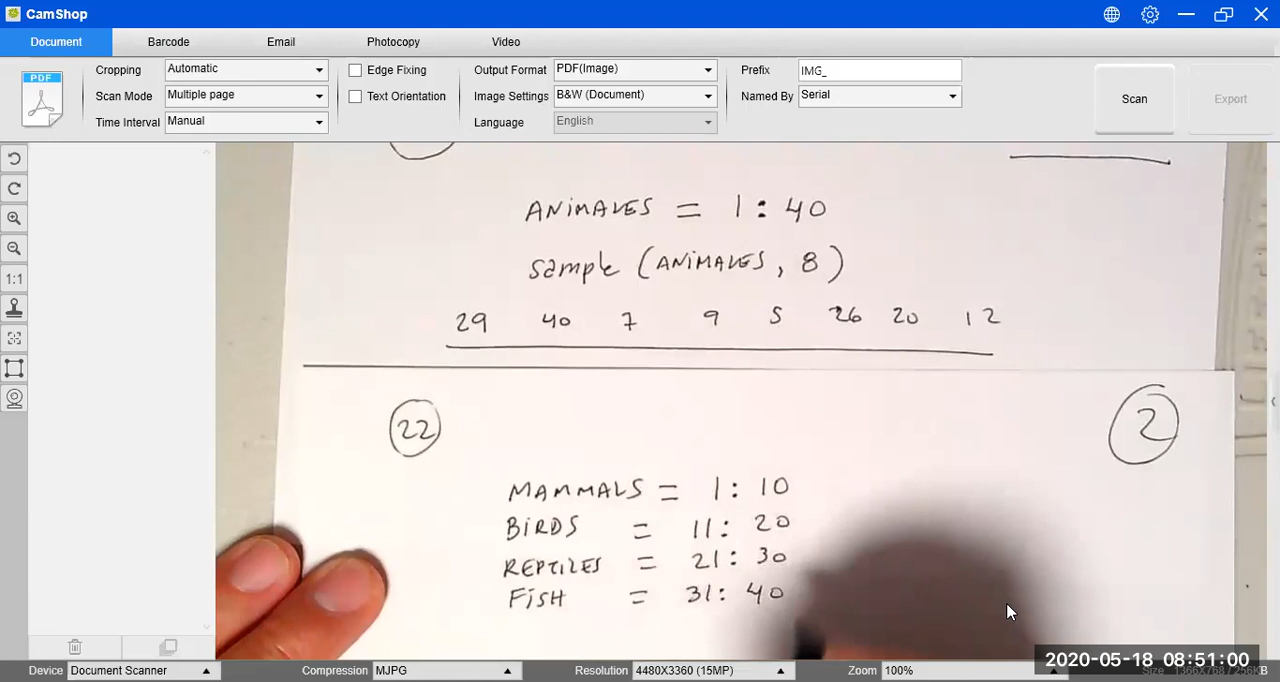 CamShop
Document Barcode Email Photocopy Video
PDF
Cropping Automatic
Scan Mode Multiple page
Time Interval Manual
Edge Fixing
Text Orientation
Output Format PDF(Image)
Image Settings B&W (Document)
Language English
Prefix IMG_
Named By Serial
Scan
Export
1:1
ANiMALES = 1 : 40
sample (ANiMALES, 8)
29 40 7 9 5 26 20 12
22
2
MAMMALS = 1 : 10
BiRDS = 11 : 20
REPTiLES = 21 : 30
FiSH = 31 : 40
Device Document Scanner Compression MJPG Resolution 4480X3360 (15MP) Zoom 100%
2020-05-18 08:51:00